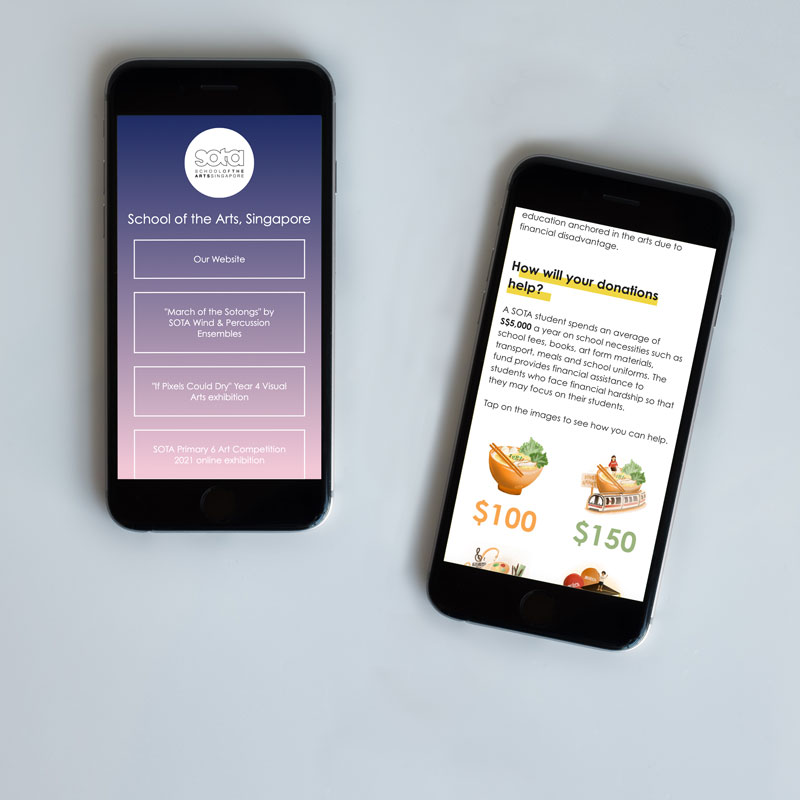 sota
SCHOOLOFTHE
ARTSSINGAPORE
School of the Arts, Singapore
Our Website
"March of the Sotongs" by
SOTA Wind & Percussion
Ensembles
"If Pixels Could Dry" Year 4 Visual
Arts exhibition
SOTA Primary 6 Art Competition
2021 online exhibition
education anchored in the arts due to
financial disadvantage.
How will your donations
help?
A SOTA student spends an average of
S$5,000 a year on school necessities such as
school fees, books, art form materials,
transport, meals and school uniforms. The
fund provides financial assistance to
students who face financial hardship so that
they may focus on their students.
Tap on the images to see how you can help.
$100
$150